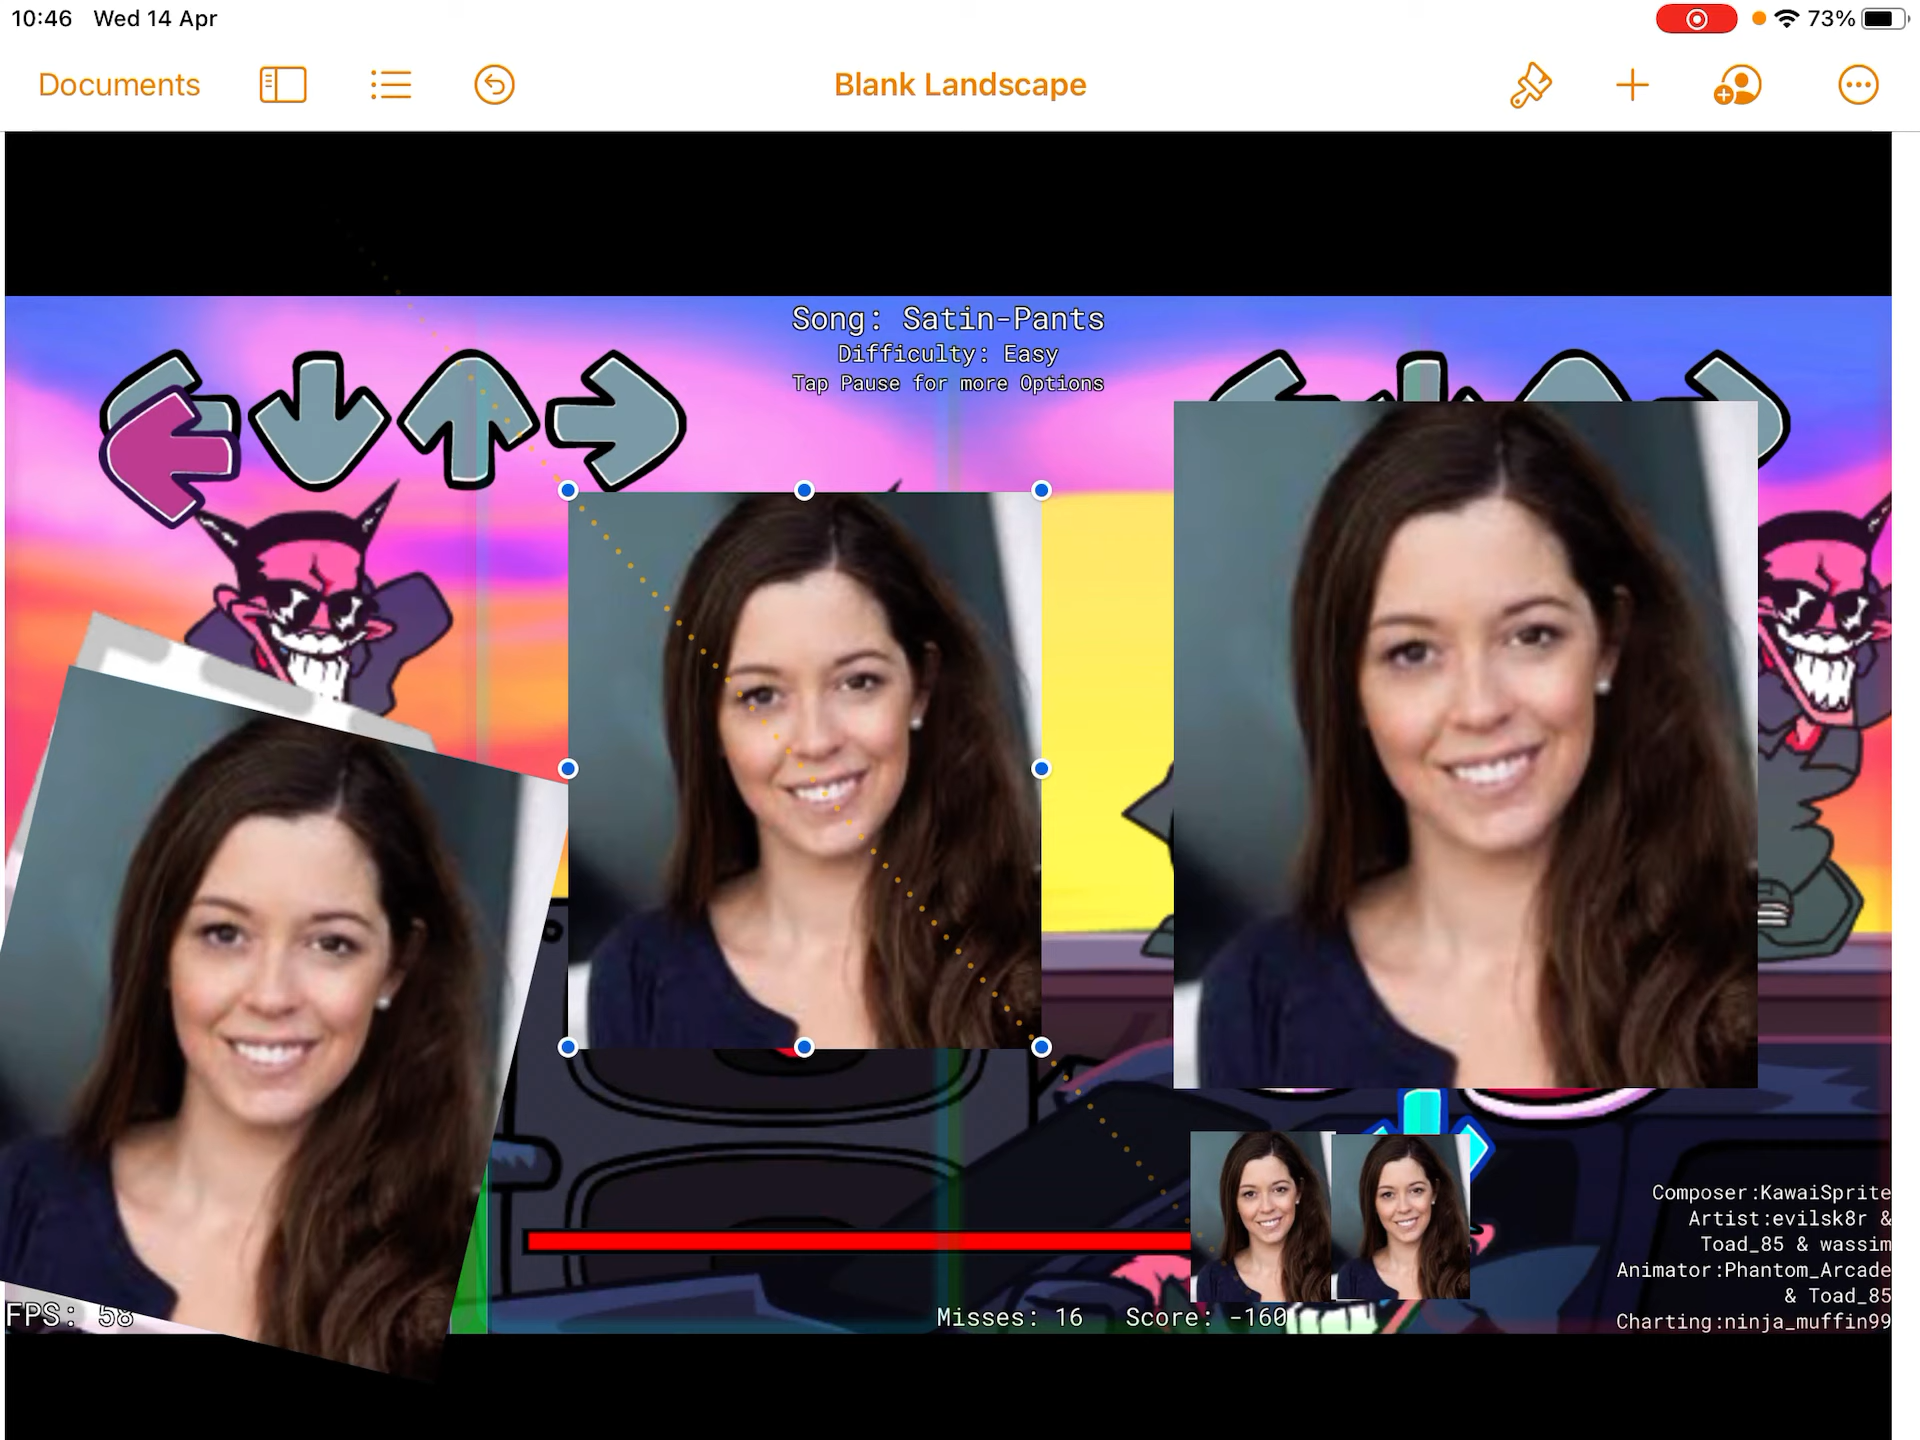 10:46 Wed 14 Apr
73%
Documents
Blank Landscape
Song: Satin-Pants
Difficulty: Easy
Tap Pause for more Options
Composer:KawaiSprite
Artist:evilsk8r &
Toad_85 & wassim
Animator:Phantom_Arcade
& Toad_85
Charting:ninja_muffin99
FPS: 58
Misses: 16 Score: -160